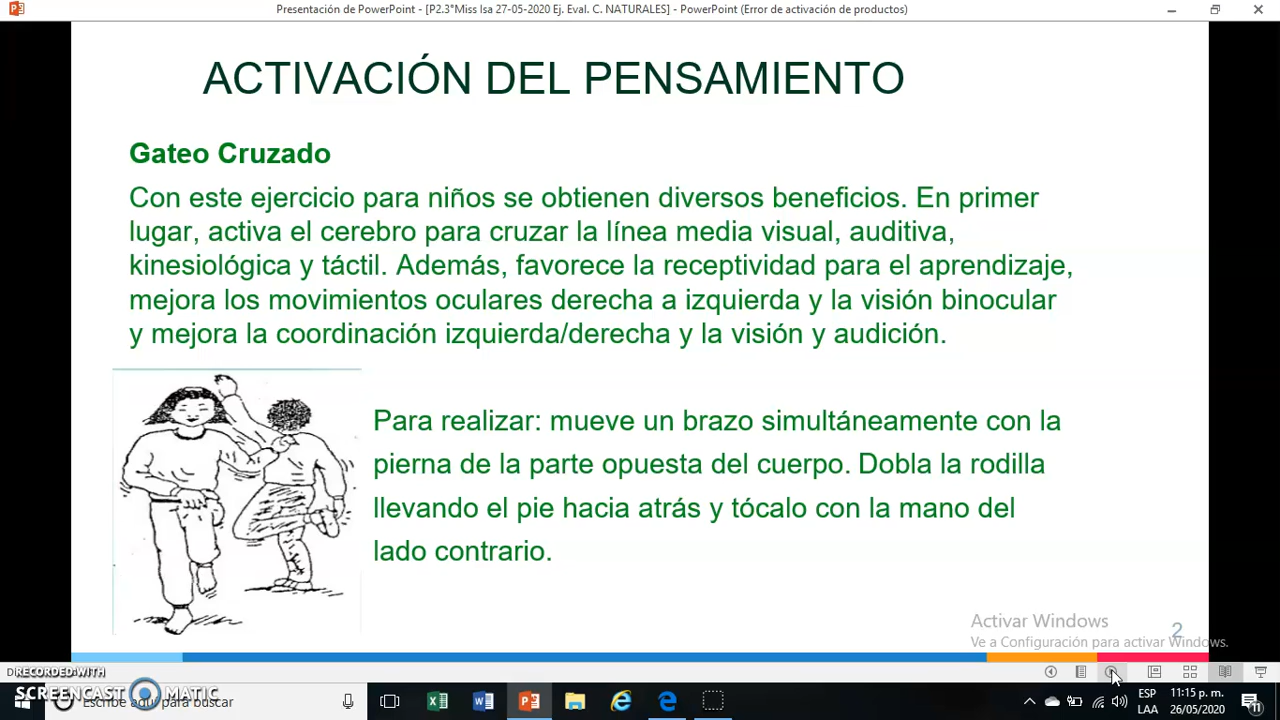 Presentación de PowerPoint - [P2.3°Miss Isa 27-05-2020 Ej. Eval. C. NATURALES] - PowerPoint (Error de activación de productos)
ACTIVACIÓN DEL PENSAMIENTO
Gateo Cruzado
Con este ejercicio para niños se obtienen diversos beneficios. En primer
lugar, activa el cerebro para cruzar la línea media visual, auditiva,
kinesiológica y táctil. Además, favorece la receptividad para el aprendizaje,
mejora los movimientos oculares derecha a izquierda y la visión binocular
y mejora la coordinación izquierda/derecha y la visión y audición.
Para realizar: mueve un brazo simultáneamente con la
pierna de la parte opuesta del cuerpo. Dobla la rodilla
llevando el pie hacia atrás y tócalo con la mano del
lado contrario.
Activar Windows
2
Ve a Configuración para activar Windows.
RECORDED WITH
SCREENCAST MATIC
Escribe aquí para buscar
ESP
LAA
11:15 p. m.
26/05/2020
11